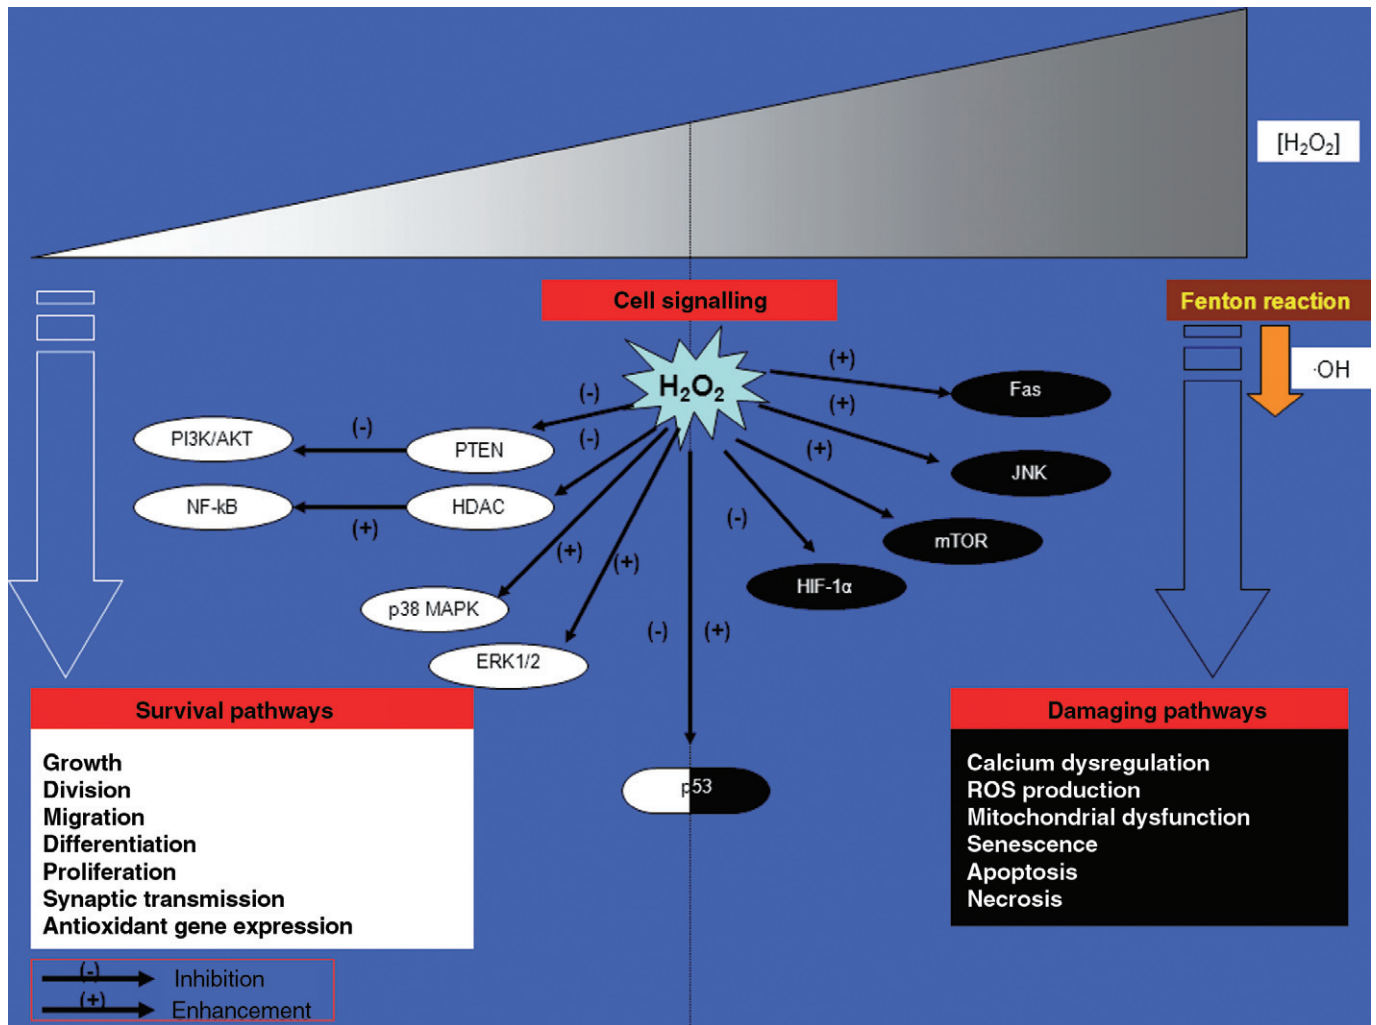 [H₂O₂]
Cell signalling
Fenton reaction
·OH
H₂O₂
(+)
Fas
(-)
(+)
PI3K/AKT
(-)
PTEN
(-)
(+)
JNK
NF-kB
(+)
HDAC
(-)
mTOR
(+)
(+)
HIF-1α
p38 MAPK
(-)
(+)
ERK1/2
Survival pathways
Growth
Division
Migration
Differentiation
Proliferation
Synaptic transmission
Antioxidant gene expression
p53
Damaging pathways
Calcium dysregulation
ROS production
Mitochondrial dysfunction
Senescence
Apoptosis
Necrosis
(-) Inhibition
(+) Enhancement